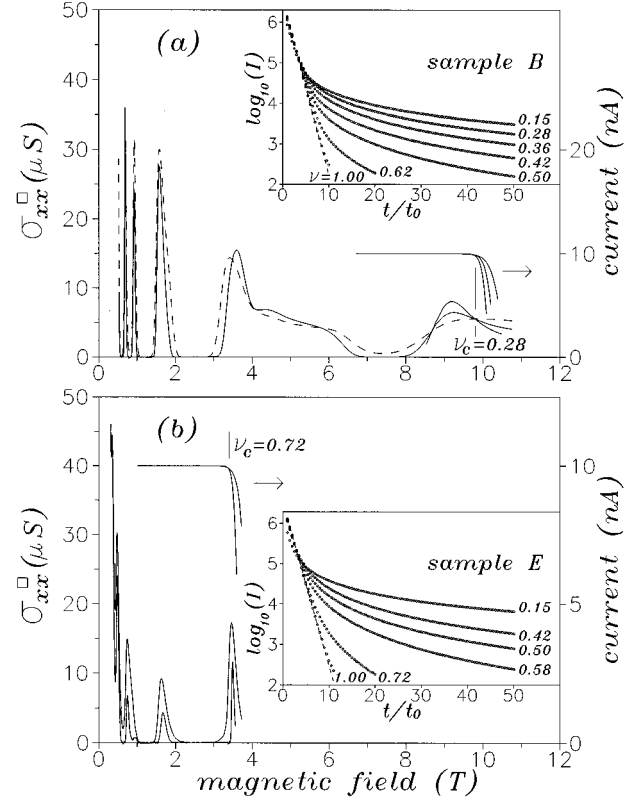 (a)
sample B
50
40
30
20
10
0
σ□xx(μS)
6
5
4
3
2
log10(I)
0.15
0.28
0.36
0.42
0.50
0.62
ν=1.00
0 10 20 30 40 50 60
t/t0
20
10
0
current (nA)
νc=0.28
0 2 4 6 8 10 12
(b)
νc=0.72
50
40
30
20
10
0
σ□xx(μS)
sample E
6
5
4
3
2
log10(I)
0.15
0.42
0.50
0.58
0.72
1.00
0 10 20 30 40 50 60
t/t0
10
5
0
current (nA)
0 2 4 6 8 10 12
magnetic field (T)